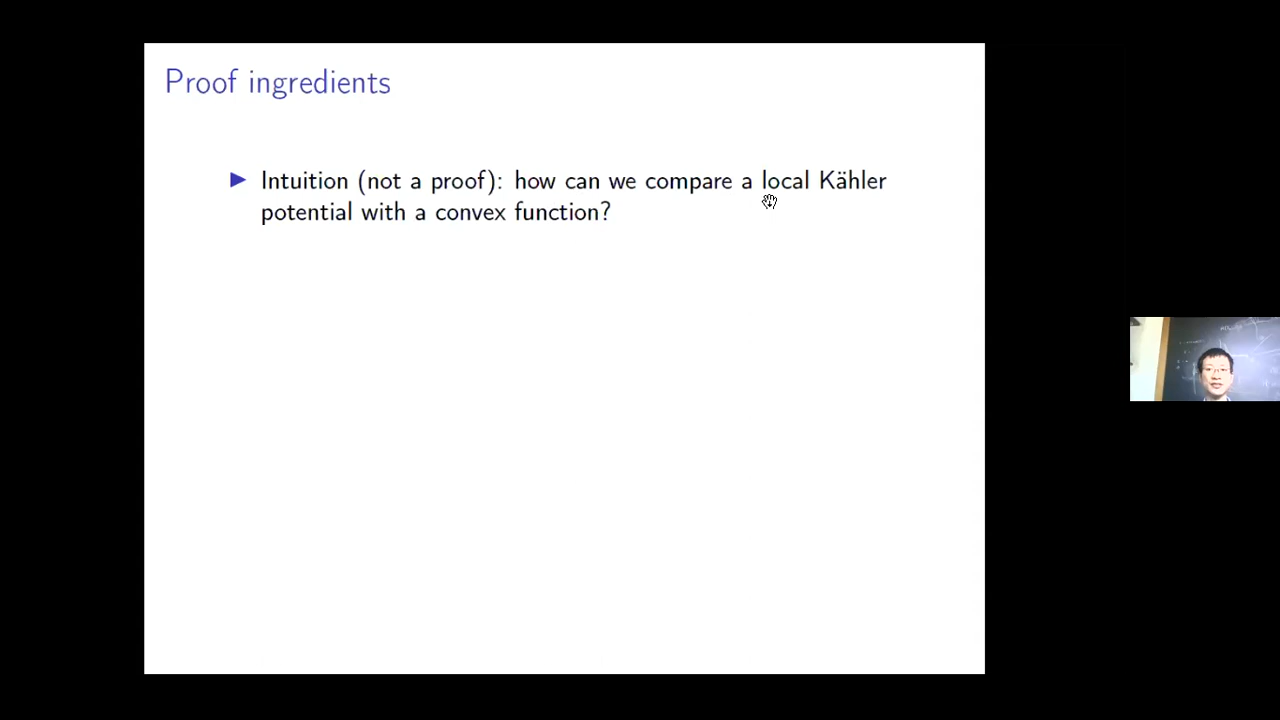 Proof ingredients
Intuition (not a proof): how can we compare a local Kähler
potential with a convex function?